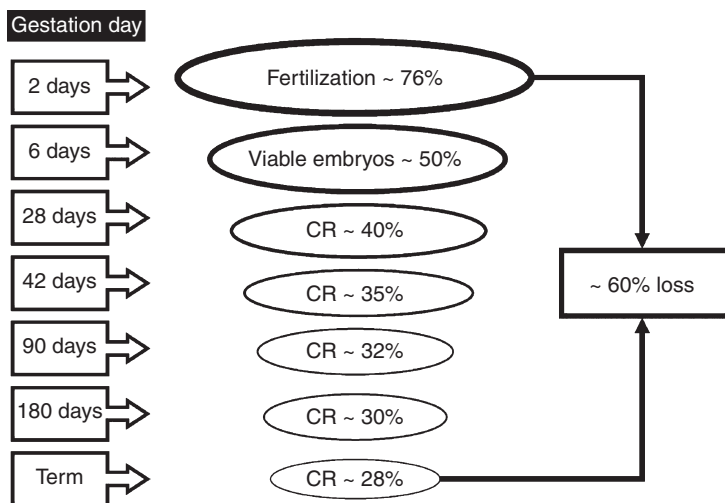 Gestation day
2 days
Fertilization ~ 76%
6 days
Viable embryos ~ 50%
28 days
CR ~ 40%
42 days
CR ~ 35%
~ 60% loss
90 days
CR ~ 32%
180 days
CR ~ 30%
Term
CR ~ 28%